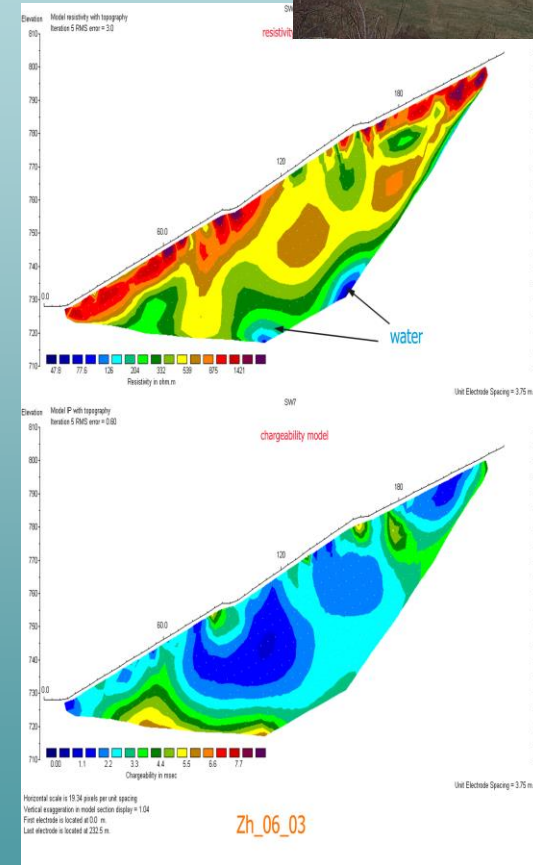 SW
Elevation
Model resistivity with topography
Iteration 5 RMS error = 3.0
resistivity
810
800
790
780
770
760
750
740
730
720
710
0.0
60.0
120
180
water
47.8 77.6 126 204 332 539 875 1421
Resistivity in ohm.m
Unit Electrode Spacing = 3.75 m.
SW7
Elevation
Model IP with topography
Iteration 5 RMS error = 0.60
chargeability model
810
800
790
780
770
760
750
740
730
720
710
0.0
60.0
120
180
0.00 1.1 2.2 3.3 4.4 5.5 6.6 7.7
Chargeability in msec
Unit Electrode Spacing = 3.75 m.
Horizontal scale is 19.34 pixels per unit spacing
Vertical exaggeration in model section display = 1.04
First electrode is located at 0.0 m.
Last electrode is located at 232.5 m.
Zh_06_03